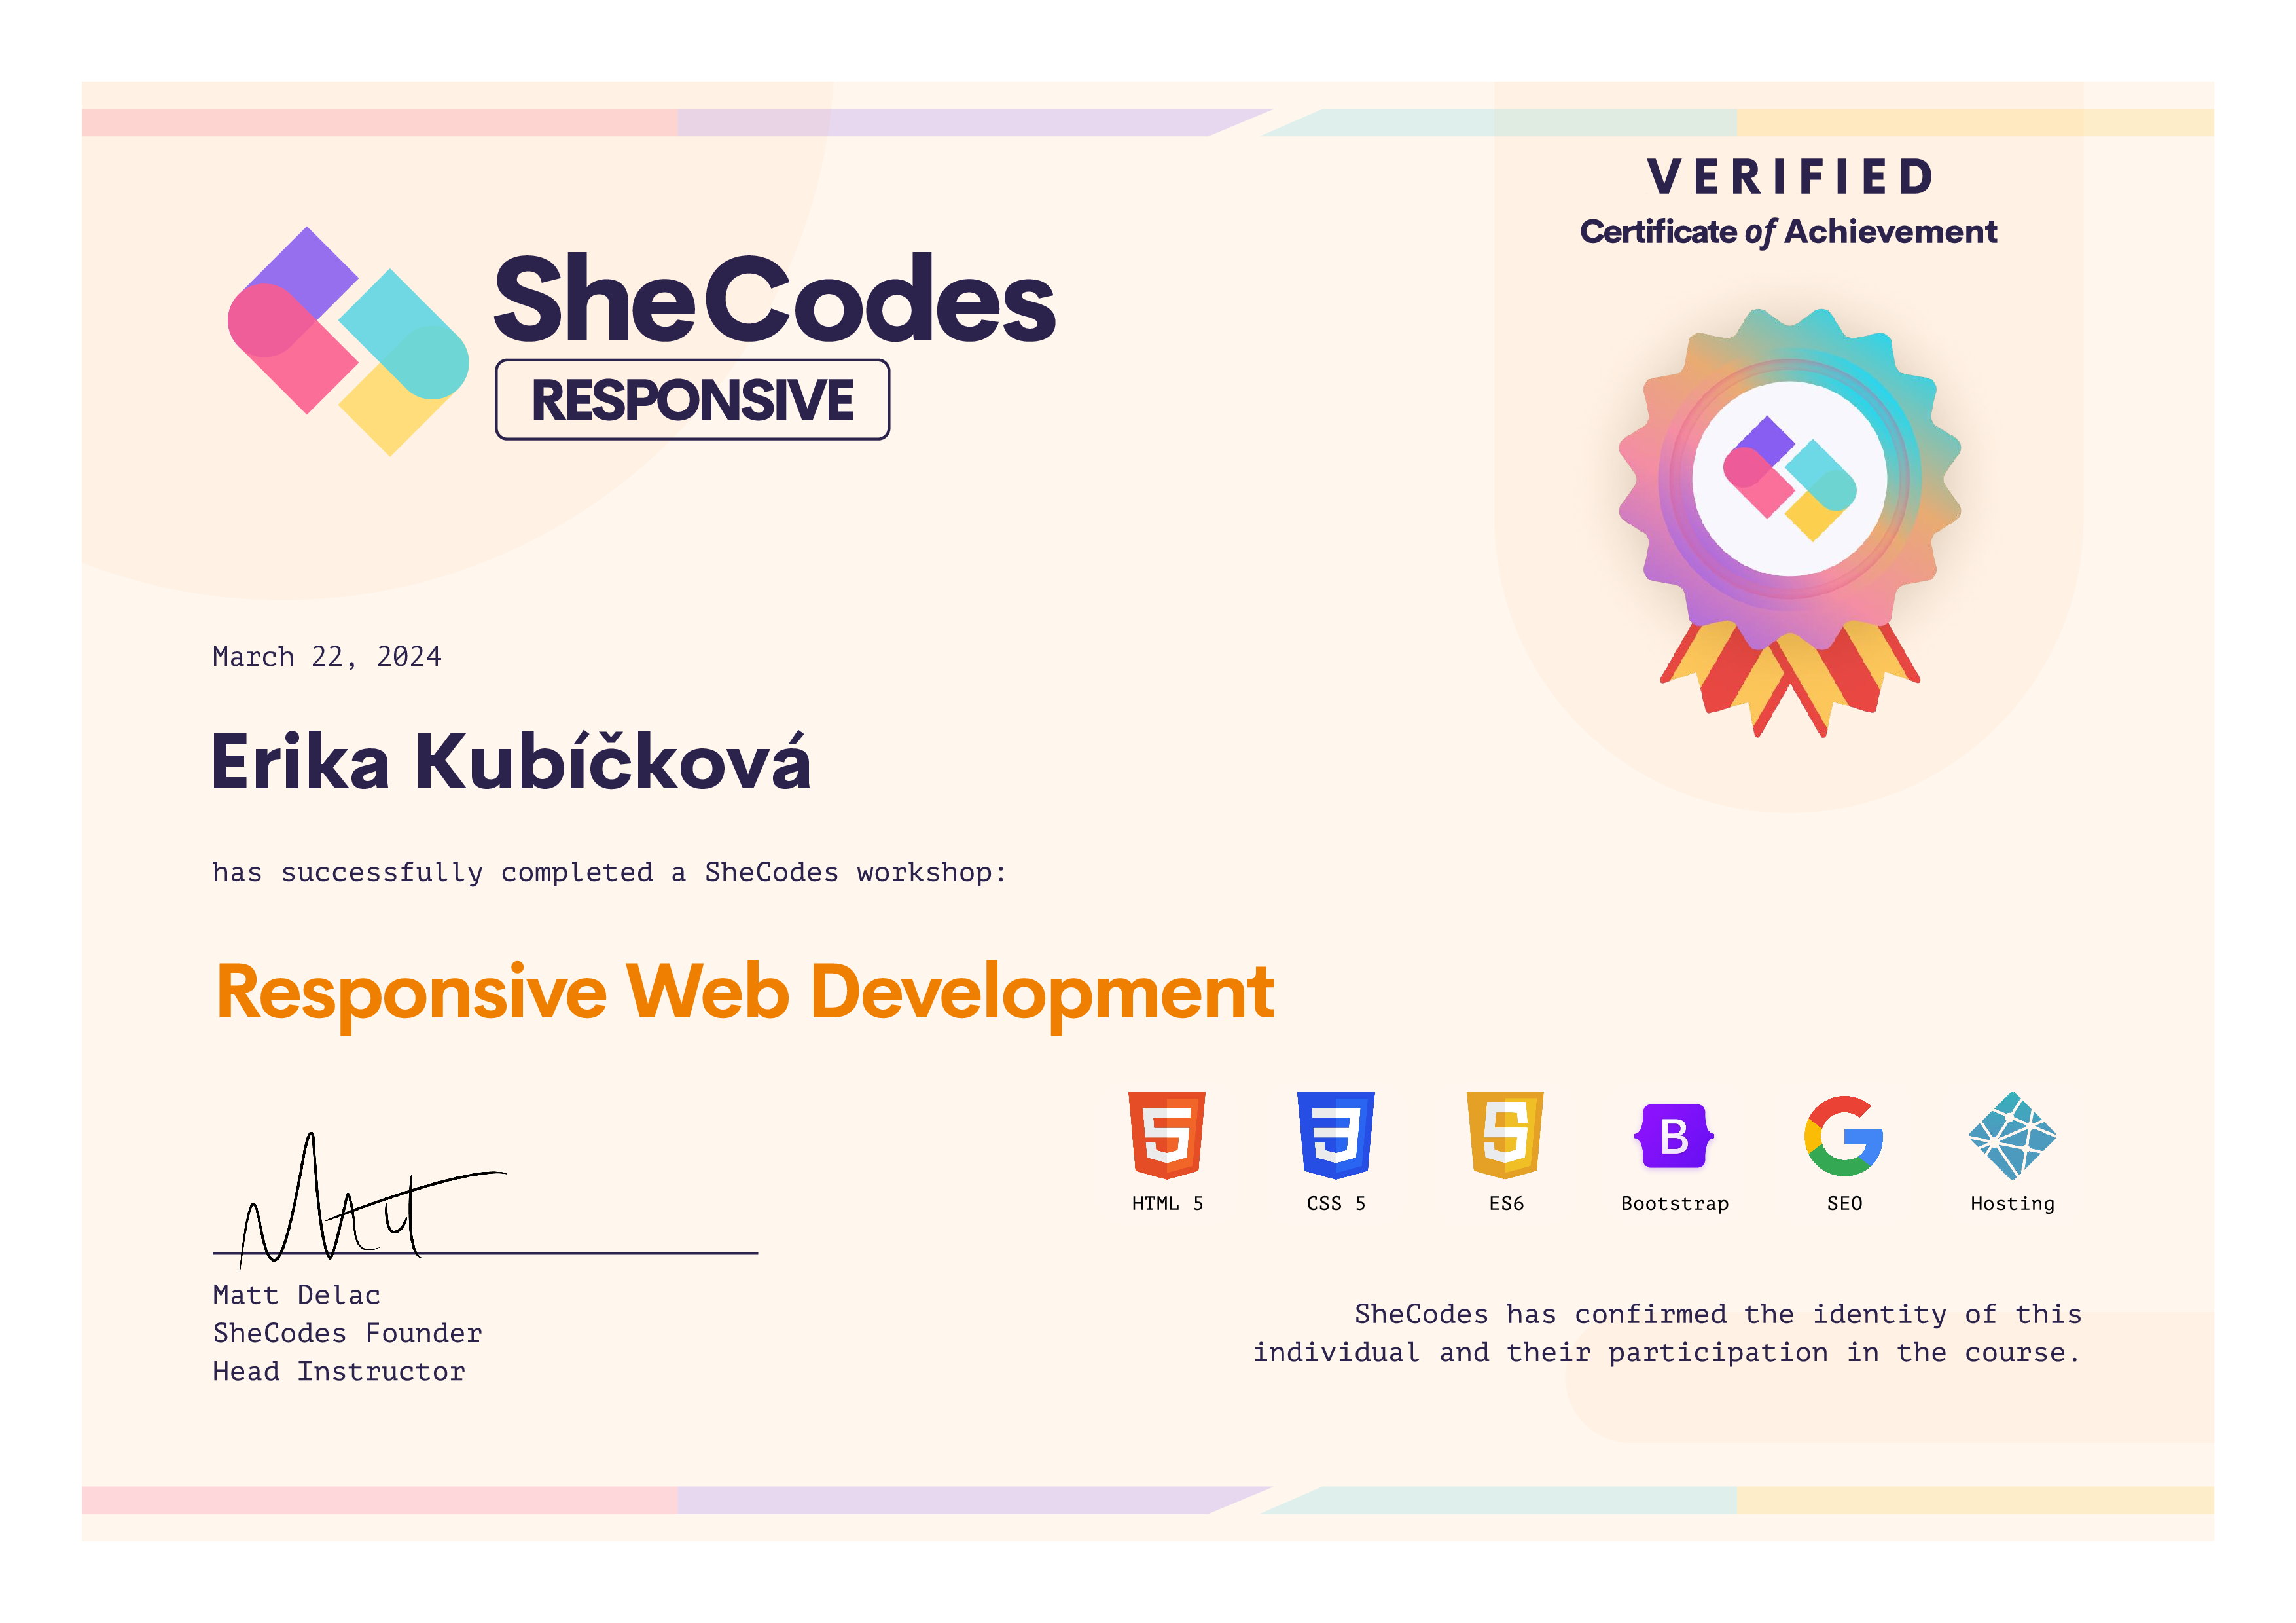 VERIFIED
Certificate of Achievement
SheCodes
RESPONSIVE
March 22, 2024
Erika Kubíčková
has successfully completed a SheCodes workshop:
Responsive Web Development
HTML 5
CSS 5
ES6
Bootstrap
SEO
Hosting
Matt
Matt Delac
SheCodes Founder
Head Instructor
SheCodes has confirmed the identity of this
individual and their participation in the course.